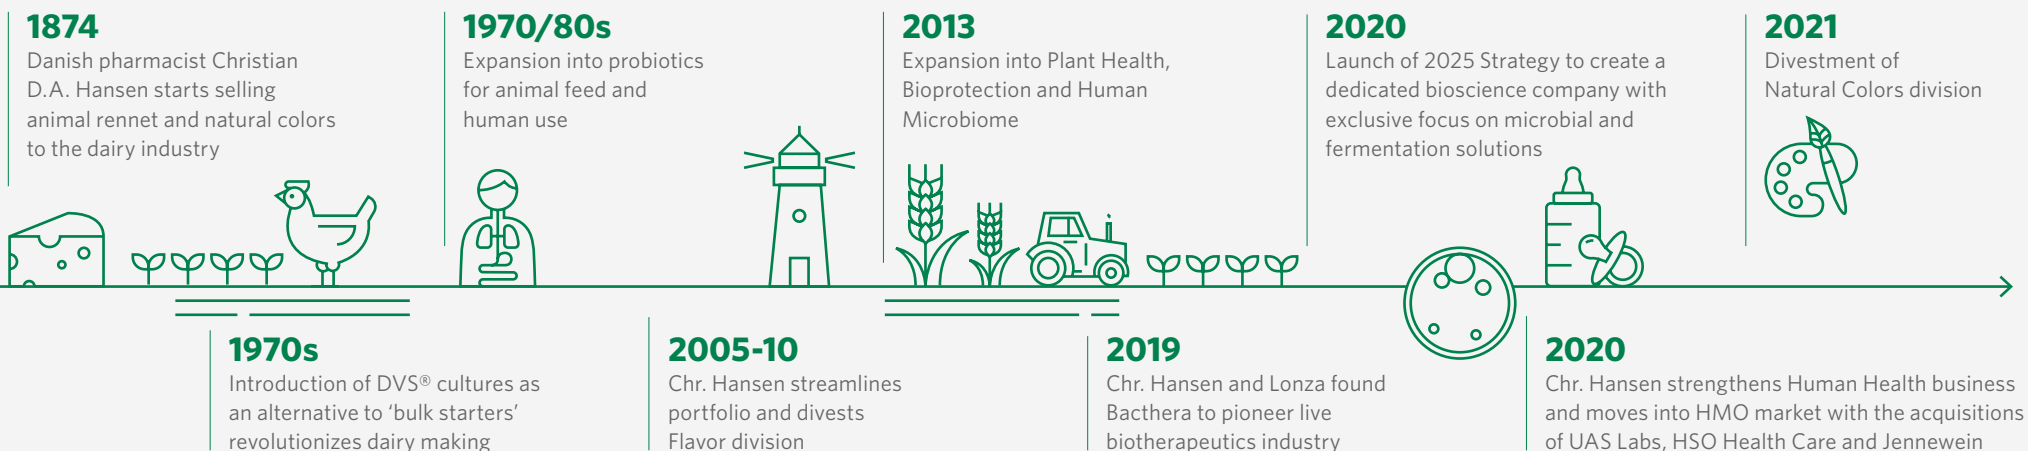 1874
Danish pharmacist Christian
D.A. Hansen starts selling
animal rennet and natural colors
to the dairy industry
1970s
Introduction of DVS® cultures as
an alternative to ‘bulk starters’
revolutionizes dairy making
1970/80s
Expansion into probiotics
for animal feed and
human use
2005-10
Chr. Hansen streamlines
portfolio and divests
Flavor division
2013
Expansion into Plant Health,
Bioprotection and Human
Microbiome
2019
Chr. Hansen and Lonza found
Bacthera to pioneer live
biotherapeutics industry
2020
Launch of 2025 Strategy to create a
dedicated bioscience company with
exclusive focus on microbial and
fermentation solutions
2020
Chr. Hansen strengthens Human Health business
and moves into HMO market with the acquisitions
of UAS Labs, HSO Health Care and Jennewein
2021
Divestment of
Natural Colors division